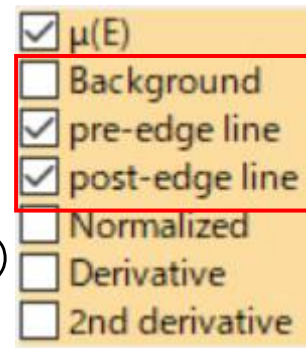 μ(E)
Background
pre-edge line
post-edge line
Normalized
)
Derivative
2nd derivative